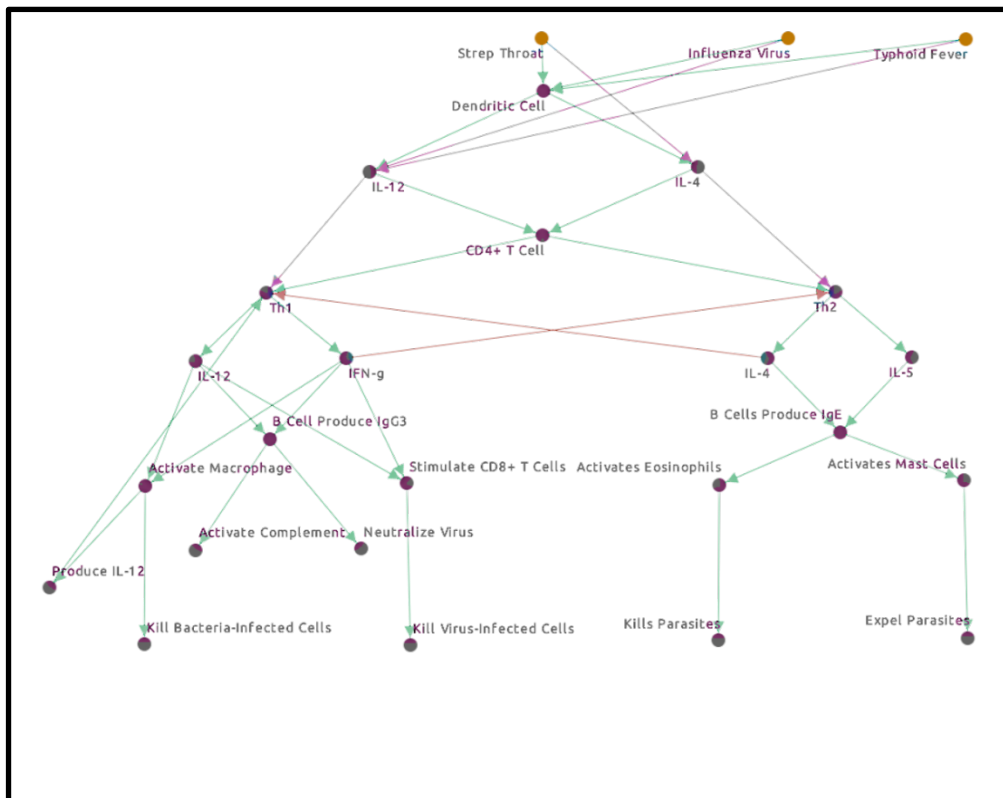 Strep Throat
Influenza Virus
Typhoid Fever
Dendritic Cell
IL-12
IL-4
CD4+ T Cell
Th1
Th2
IL-12
IFN-g
IL-4
IL-5
B Cell Produce IgG3
B Cells Produce IgE
Activate Macrophage
Stimulate CD8+ T Cells
Activates Eosinophils
Activates Mast Cells
Activate Complement
Neutralize Virus
Produce IL-12
Kill Bacteria-Infected Cells
Kill Virus-Infected Cells
Kills Parasites
Expel Parasites